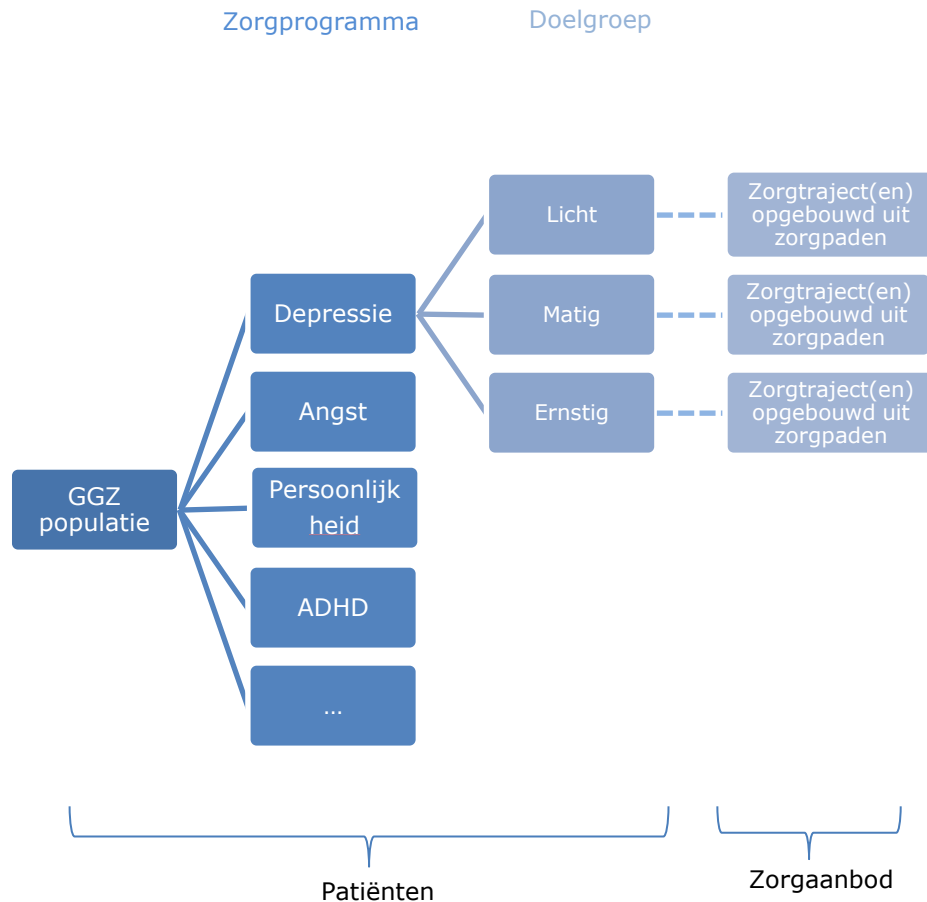 Zorgprogramma
Doelgroep
Licht
Zorgtraject(en)
opgebouwd uit
zorgpaden
Depressie
Matig
Zorgtraject(en)
opgebouwd uit
zorgpaden
Angst
Ernstig
Zorgtraject(en)
opgebouwd uit
zorgpaden
GGZ
populatie
Persoonlijk
heid
ADHD
...
Patiënten
Zorgaanbod